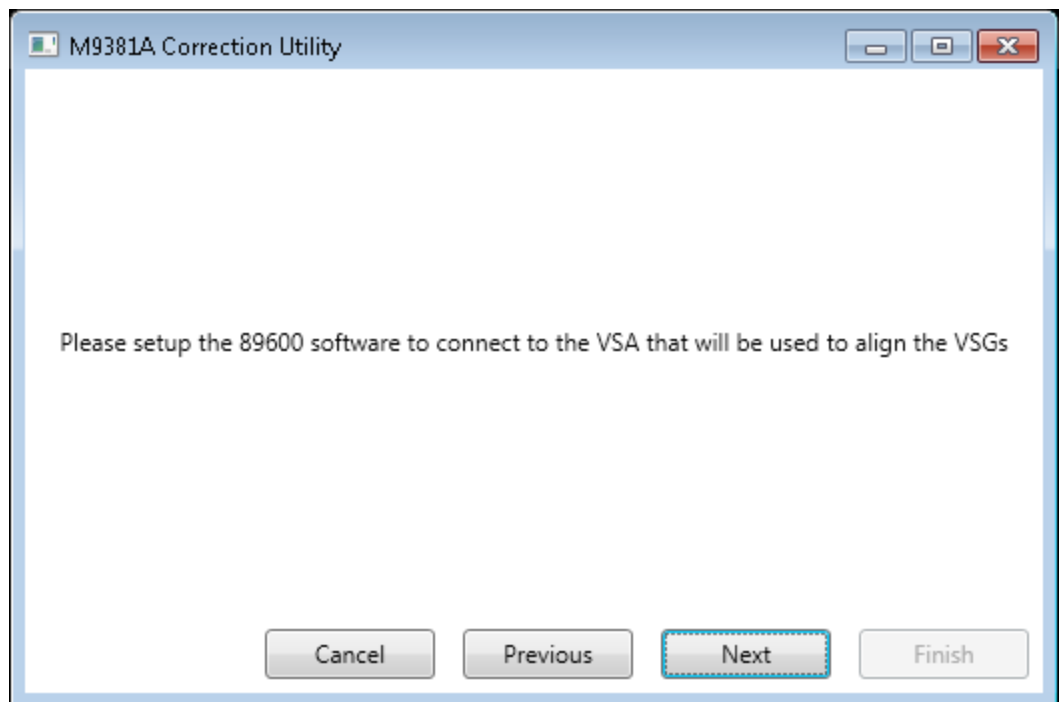 M9381A Correction Utility
Please setup the 89600 software to connect to the VSA that will be used to align the VSGs
Cancel Previous Next Finish